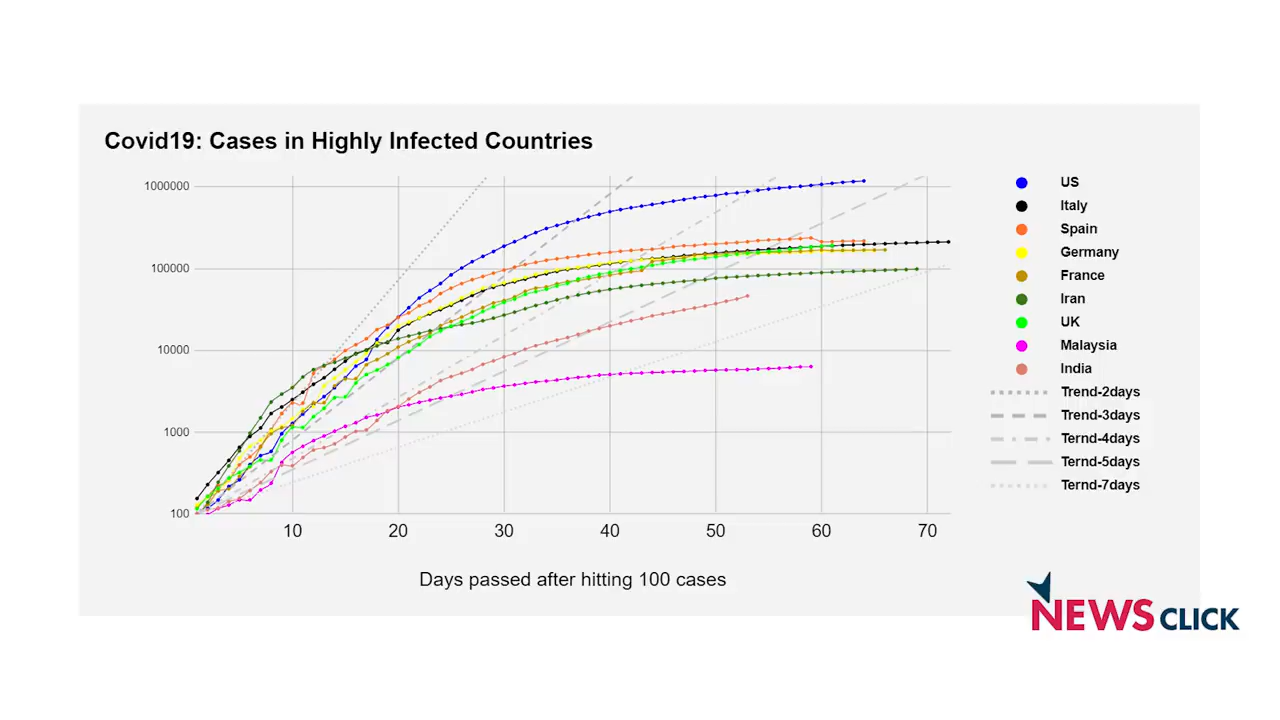 Covid19: Cases in Highly Infected Countries
1000000
100000
10000
1000
100
10 20 30 40 50 60 70
Days passed after hitting 100 cases
US
Italy
Spain
Germany
France
Iran
UK
Malaysia
India
Trend-2days
Trend-3days
Ternd-4days
Ternd-5days
Ternd-7days
NEWSCLICK